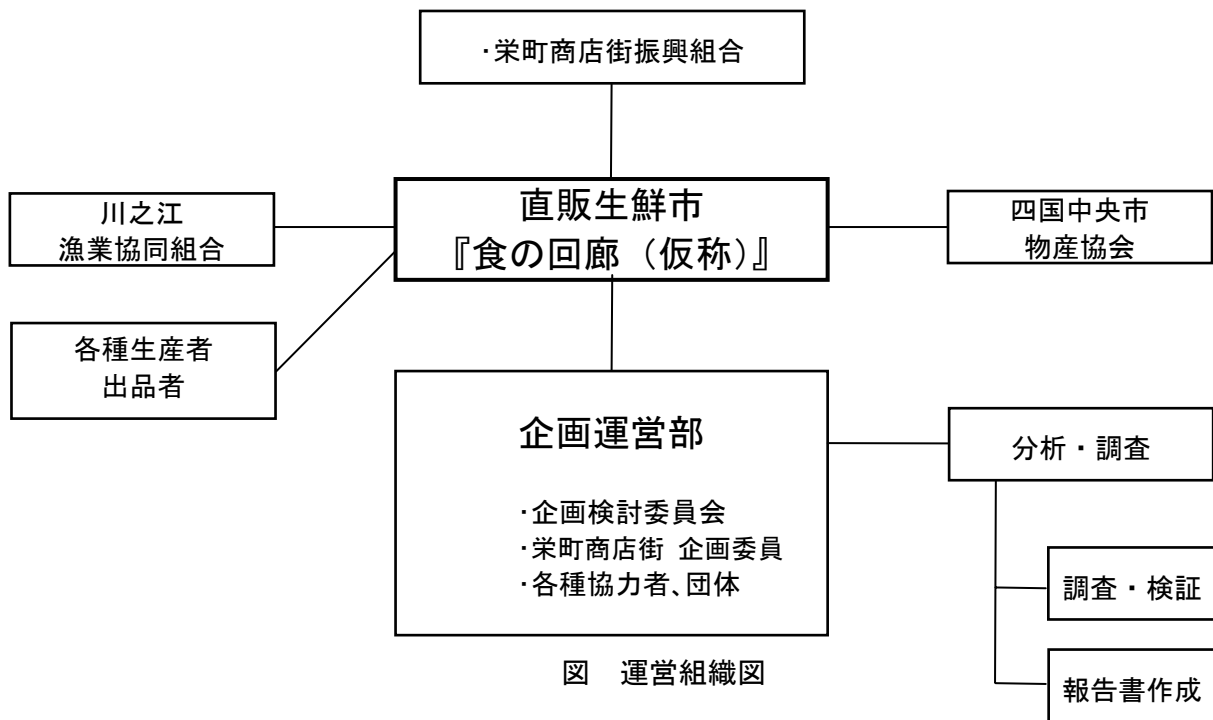 ・栄町商店街振興組合
直販生鮮市
『食の回廊（仮称）』
川之江
漁業協同組合
四国中央市
物産協会
各種生産者
出品者
企画運営部
・企画検討委員会
・栄町商店街 企画委員
・各種協力者、団体
分析・調査
調査・検証
報告書作成
図　運営組織図